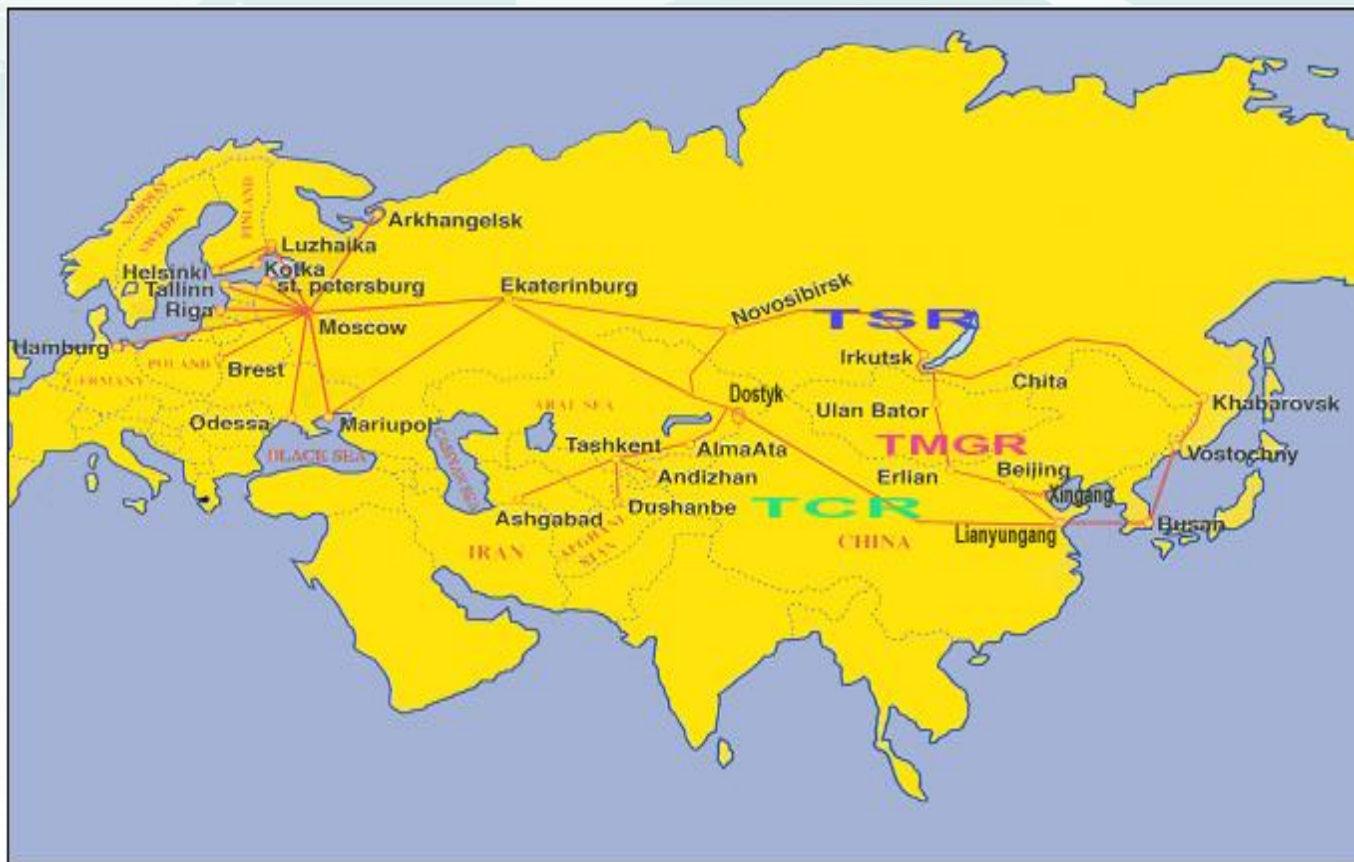 Arkhangelsk
NORWAY
SWEDEN
FINLAND
Luzhaika
Helsinki
Kotka
Tallinn
st. petersburg
Ekaterinburg
Riga
Moscow
Novosibirsk
TSR
Hamburg
POLAND
Brest
Irkutsk
GERMANY
Chita
Dostyk
Ulan Bator
Khabarovsk
Odessa
Mariupol
ARAL SEA
BLACK SEA
CASPIAN SEA
Tashkent
AlmaAta
TMGR
Vostochny
Andizhan
Erlian
Beijing
Xingang
Ashgabad
Dushanbe
TCR
Lianyungang
Busan
IRAN
AFGHANI
STAN
CHINA